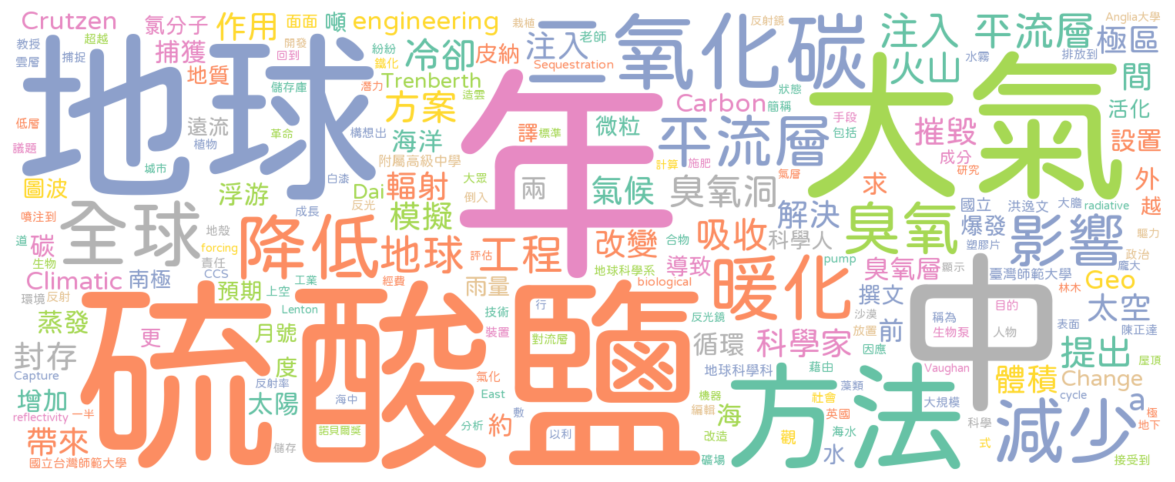 地球
年
大氣
硫酸鹽
中
方法
二氧化碳
全球
降低
地球
工程
暖化
影響
減少
平流層
臭氧
吸收
改變
Crutzen
氯分子
作用
面面
噸
engineering
注入
注入
平流層
極區
Anglia大學
教授
超越
捕捉
捕獲
回到
紛紛
冷卻
皮納
老師
栽植
反射鏡
火山
水霧
排放到
間
雲層
地質
開發
鐵化
潛力
Trenberth
Sequestration
狀態
儲存庫
造雲
方案
Carbon
簡稱
活化
低層
遠流
革命
構想出
海洋
譯
標準
微粒
手段
包括
摧毀
設置
議題
植物
附屬高級中學
計算
施肥
氣層
成分
研究
城市
白漆
圖波
浮游
Dai
大眾
倒入
輻射
兩
氣候
臭氧洞
求
國立
洪逸文
大膽
radiative
外
越
噴注到
成長
反光
模擬
解決
爆發
塑膠片
驅力
道
地殼
碳
生物
forcing
責任
CCS
評估
合物
科學人
政治
Climatic
南極
上空
工業
經費
雨量
地球科學系
biological
導致
pump
臭氧層
顯示
臺灣師範大學
龐大
環境
反射
預期
Lenton
技術
行
反光鏡
撰文
沙漠
放置
Geo
林木
太空
蒸發
更
月號
裝置
對流層
循環
科學家
前
稱為
生物泵
目的
人物
表面
陳正達
封存
度
反射率
氧化
地球科學科
藉由
因應
Vaughan
提出
屋頂
Capture
太陽
海中
East
機器
藻類
體積
Change
增加
一半
諾貝爾獎
約
敷
編輯
海
社會
大規模
cycle
a
極
reflectivity
分析
以利
改造
英國
海水
科學
地下
帶來
國立台灣師範大學
儲存
礦場
觀
水
式
接受到